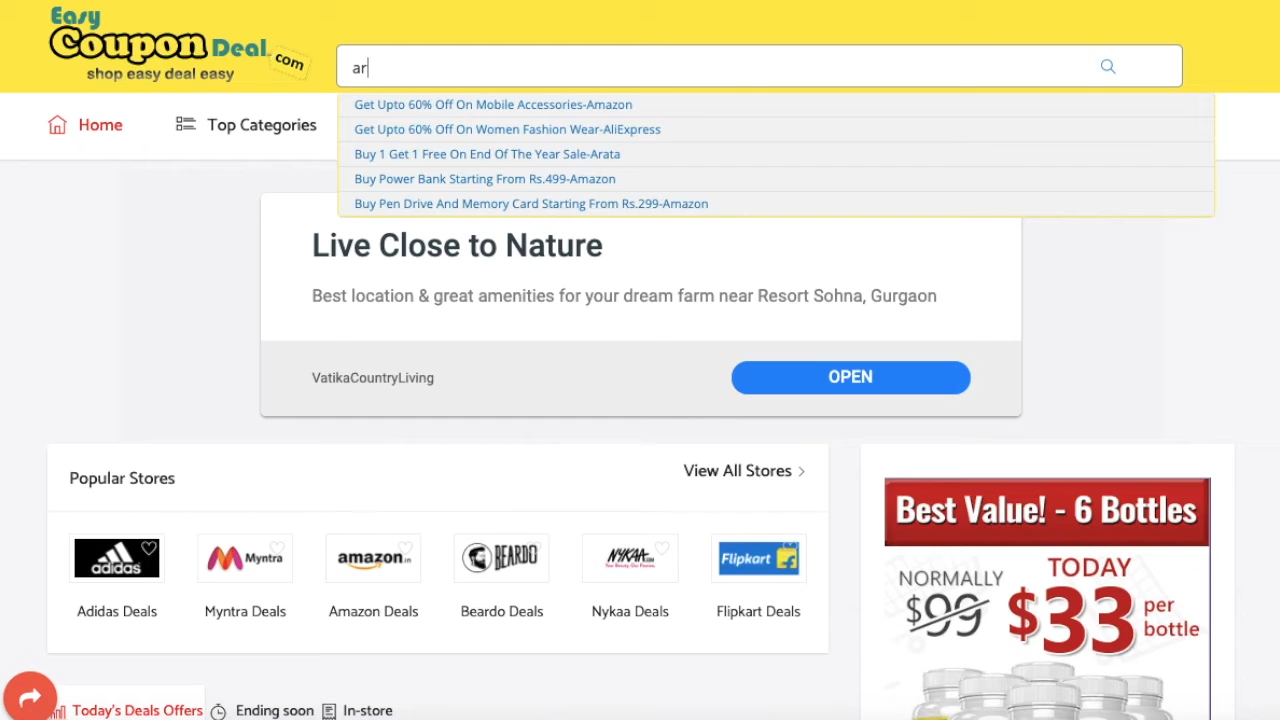 Easy
Coupon Deal.com
shop easy deal easy
ar
Get Upto 60% Off On Mobile Accessories-Amazon
Get Upto 60% Off On Women Fashion Wear-AliExpress
Buy 1 Get 1 Free On End Of The Year Sale-Arata
Buy Power Bank Starting From Rs.499-Amazon
Buy Pen Drive And Memory Card Starting From Rs.299-Amazon
Home
Top Categories
Live Close to Nature
Best location & great amenities for your dream farm near Resort Sohna, Gurgaon
VatikaCountryLiving
OPEN
Popular Stores
View All Stores
adidas
Myntra
amazon.in
BEARDO
NYKAA.COM
Your Beauty. Our Passion.
Flipkart
Adidas Deals
Myntra Deals
Amazon Deals
Beardo Deals
Nykaa Deals
Flipkart Deals
Best Value! - 6 Bottles
NORMALLY
$99
TODAY
$33 per bottle
Today's Deals Offers
Ending soon
In-store